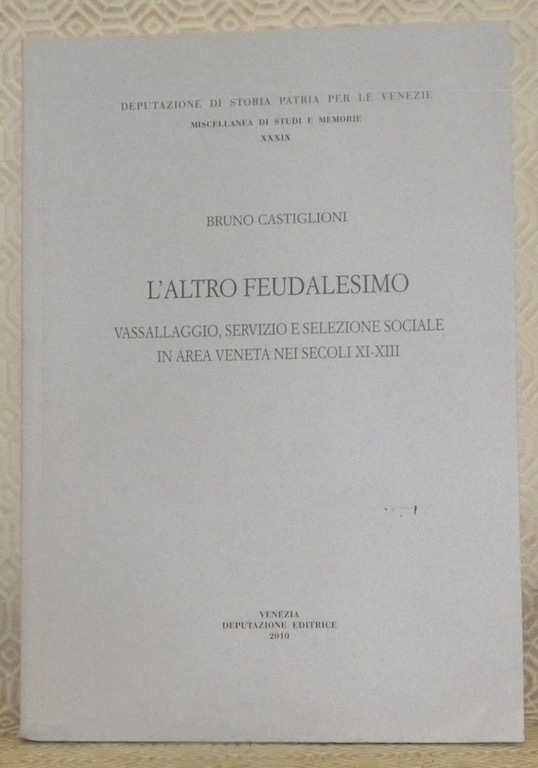 DEPUTAZIONE DI STORIA PATRIA PER LE VENEZIE
MISCELLANEA DI STUDI E MEMORIE
XXXIX
BRUNO CASTIGLIONI
L'ALTRO FEUDALESIMO
VASSALLAGGIO, SERVIZIO E SELEZIONE SOCIALE
IN AREA VENETA NEI SECOLI XI-XIII
VENEZIA
DEPUTAZIONE EDITRICE
2010